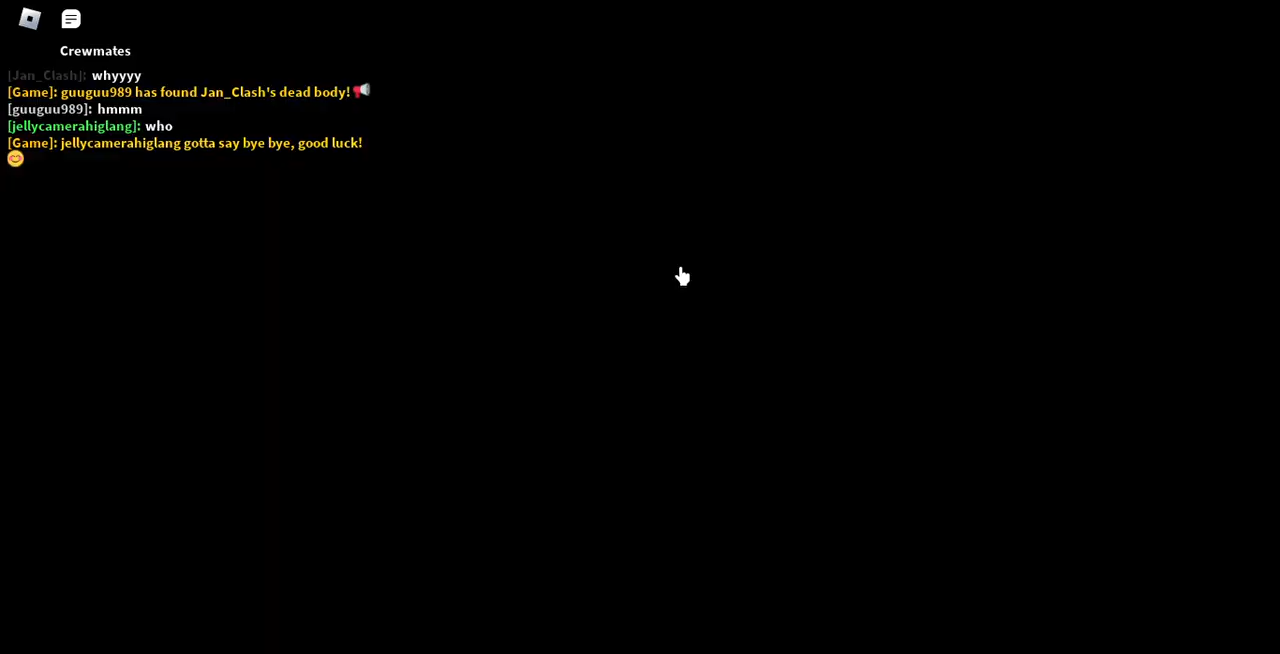 Crewmates
[Jan_Clash]: whyyyy
[Game]: guuguu989 has found Jan_Clash's dead body!📢
[guuguu989]: hmmm
[jellycamerahiglang]: who
[Game]: jellycamerahiglang gotta say bye bye, good luck!
😊